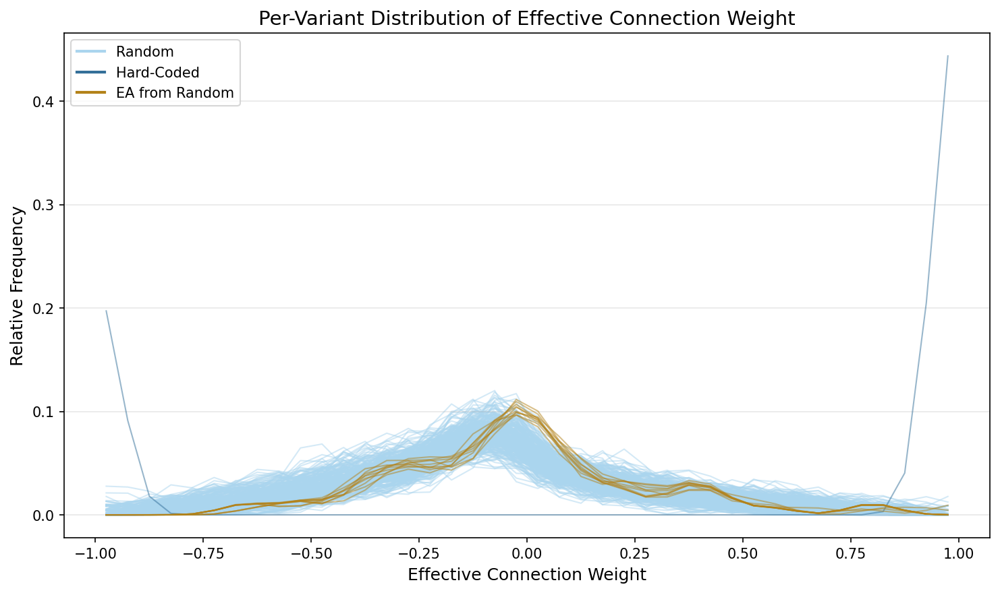 Per-Variant Distribution of Effective Connection Weight
Random
Hard-Coded
EA from Random
Relative Frequency
0.4
0.3
0.2
0.1
0.0
−1.00 −0.75 −0.50 −0.25 0.00 0.25 0.50 0.75 1.00
Effective Connection Weight